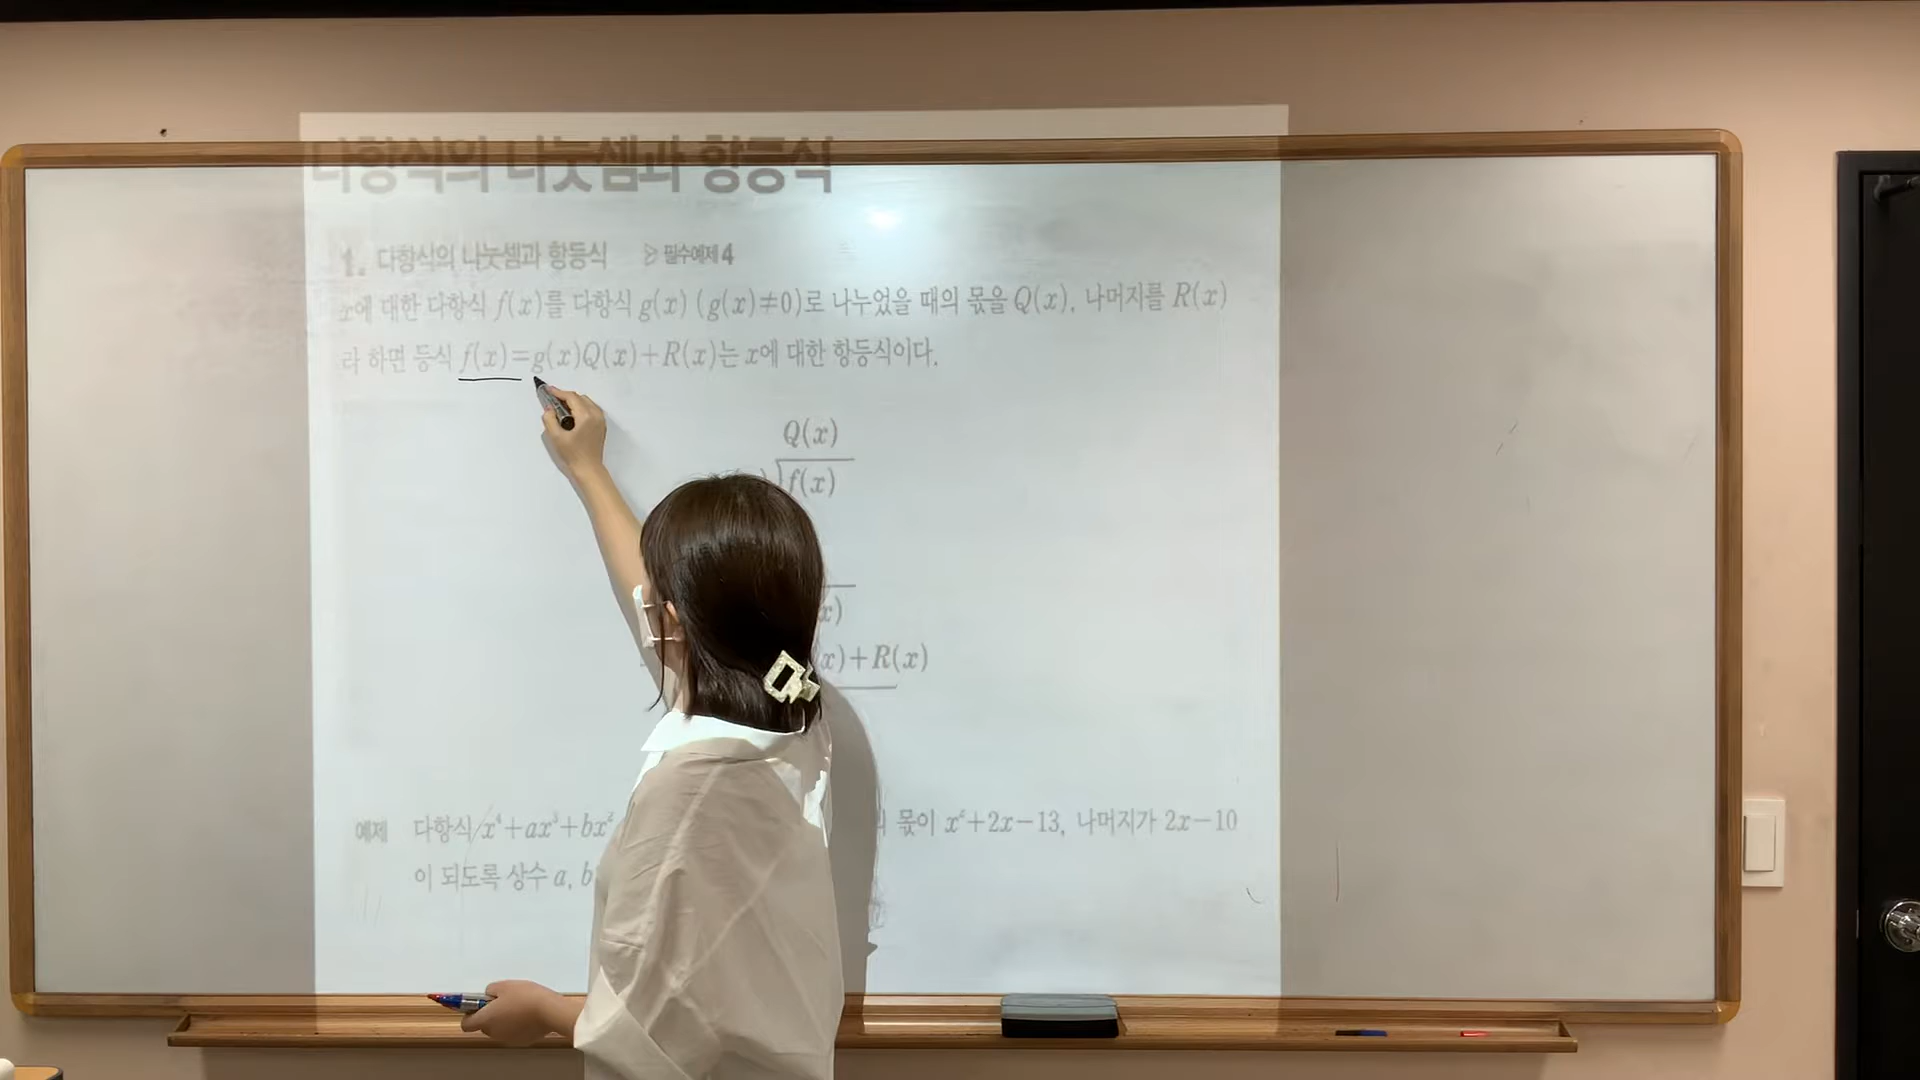 다항식의 나눗셈과 항등식
1. 다항식의 나눗셈과 항등식 ▷ 필수예제 4
x에 대한 다항식 f(x)를 다항식 g(x) (g(x)≠0)로 나누었을 때의 몫을 Q(x), 나머지를 R(x)
라 하면 등식 f(x)=g(x)Q(x)+R(x)는 x에 대한 항등식이다.
Q(x)
f(x)
x)
x)+R(x)
예제 다항식 x⁴+ax³+bx² 몫이 x²+2x-13, 나머지가 2x-10
이 되도록 상수 a, b